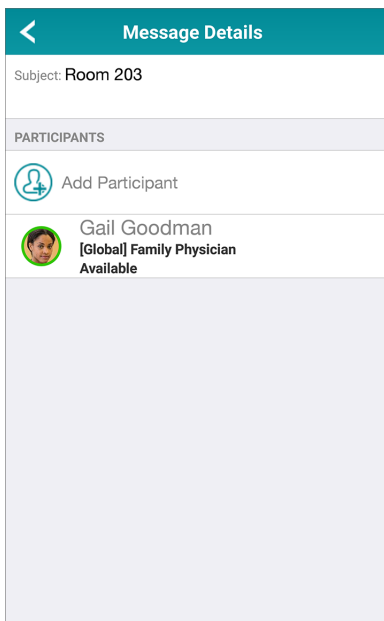 Message Details
Subject: Room 203
PARTICIPANTS
Add Participant
Gail Goodman
[Global] Family Physician
Available